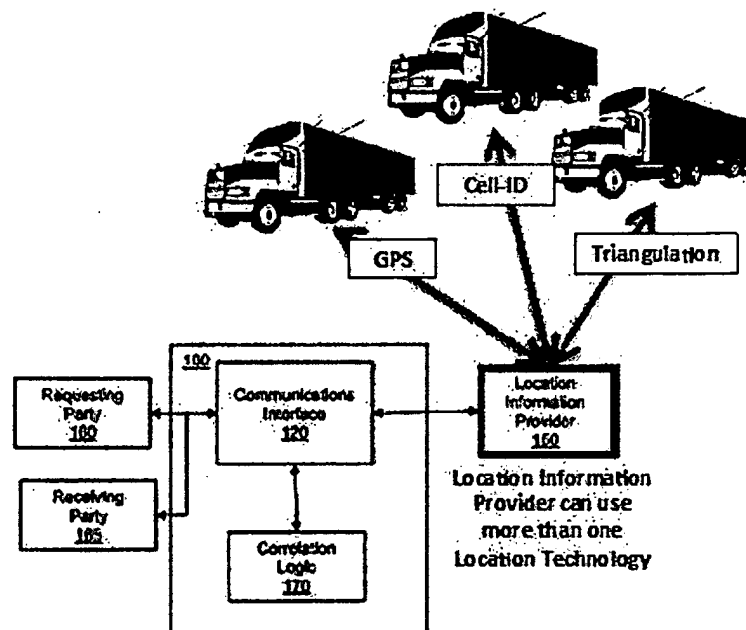 Cell-ID
GPS
Triangulation
100
Requesting
Party
160
Communications
Interface
120
Location
Information
Provider
150
Receiving
Party
165
Correlation
Logic
170
Location Information
Provider can use
more than one
Location Technology